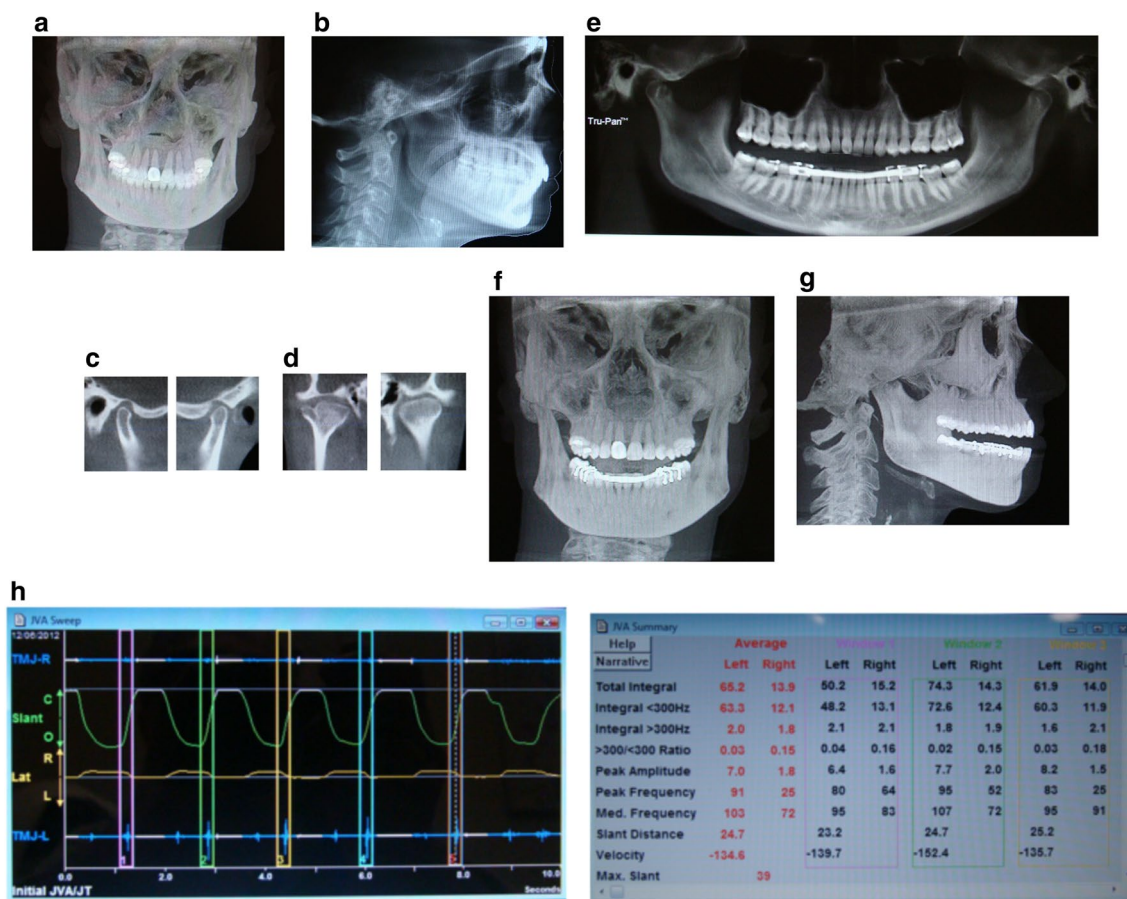 a
b
e
Tru-Pan™
f
g
c
d
h
JVA Sweep
12/06/2012
TMJ-R
C
Slant
O
R
Lat
L
TMJ-L
1 2 3 4 5
0.0 2.0 4.0 6.0 8.0 10.0
Initial JVA/JT Seconds
JVA Summary
Help Average Window 1 Window 2 Window 3
Narrative Left Right Left Right Left Right Left Right
Total Integral 65.2 13.9 50.2 15.2 74.3 14.3 61.9 14.0
Integral <300Hz 63.3 12.1 48.2 13.1 72.6 12.4 60.3 11.9
Integral >300Hz 2.0 1.8 2.1 2.1 1.8 1.9 1.6 2.1
>300/<300 Ratio 0.03 0.15 0.04 0.16 0.02 0.15 0.03 0.18
Peak Amplitude 7.0 1.8 6.4 1.6 7.7 2.0 8.2 1.5
Peak Frequency 91 25 80 64 95 52 83 25
Med. Frequency 103 72 95 83 107 72 95 91
Slant Distance 24.7 23.2 24.7 25.2
Velocity -134.6 -139.7 -152.4 -135.7
Max. Slant 39